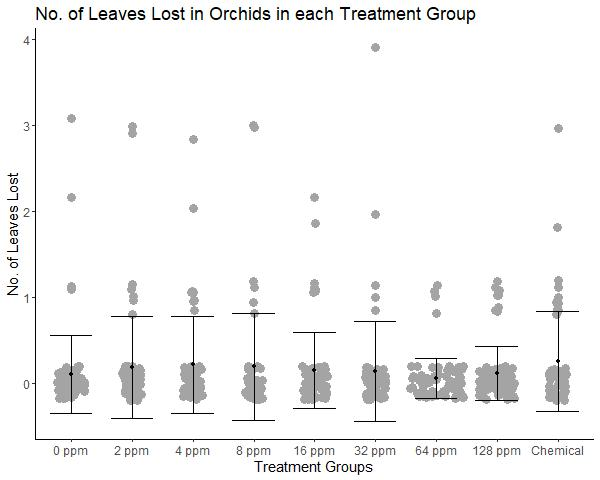 No. of Leaves Lost in Orchids in each Treatment Group
No. of Leaves Lost
4
3
2
1
0
0 ppm 2 ppm 4 ppm 8 ppm 16 ppm 32 ppm 64 ppm 128 ppm Chemical
Treatment Groups